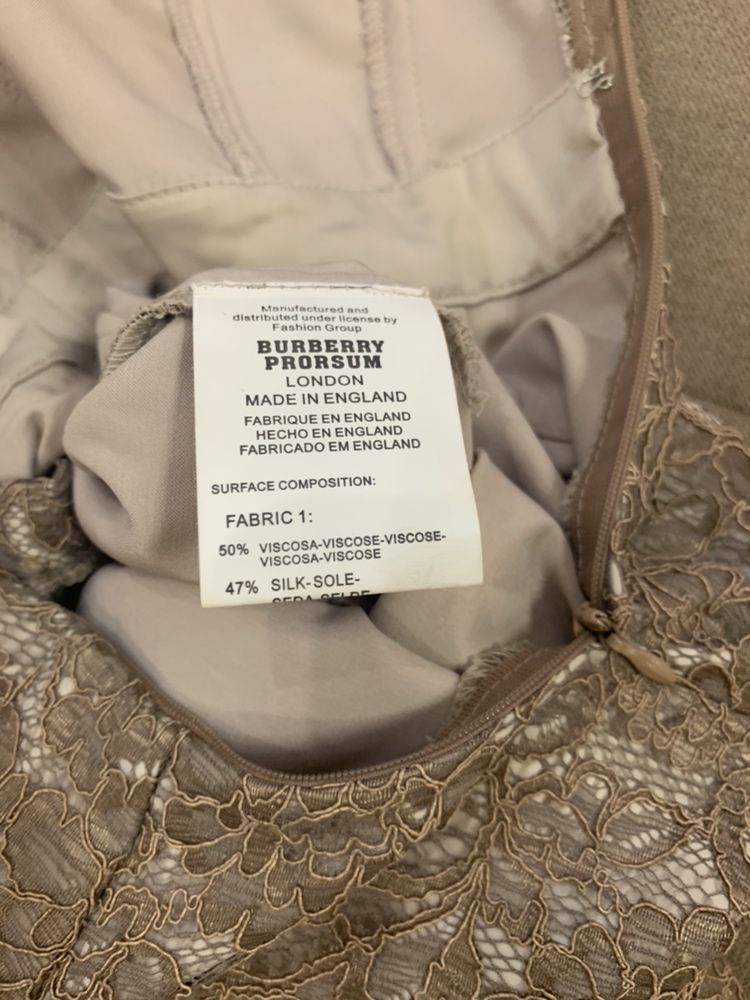 Manufactured and
distributed under license by
Fashion Group
BURBERRY
PRORSUM
LONDON
MADE IN ENGLAND
FABRIQUE EN ENGLAND
HECHO EN ENGLAND
FABRICADO EM ENGLAND
SURFACE COMPOSITION:
FABRIC 1:
50% VISCOSA-VISCOSE-VISCOSE-
VISCOSA-VISCOSE
47% SILK-SOLE-